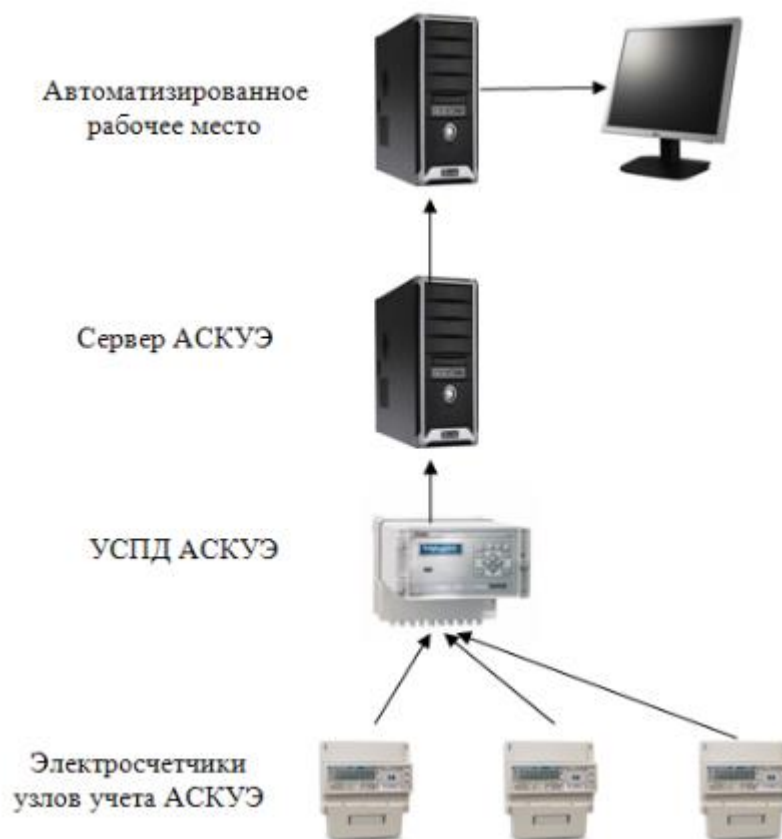 Автоматизированное
рабочее место
Сервер АСКУЭ
УСПД АСКУЭ
Электросчетчики
узлов учета АСКУЭ